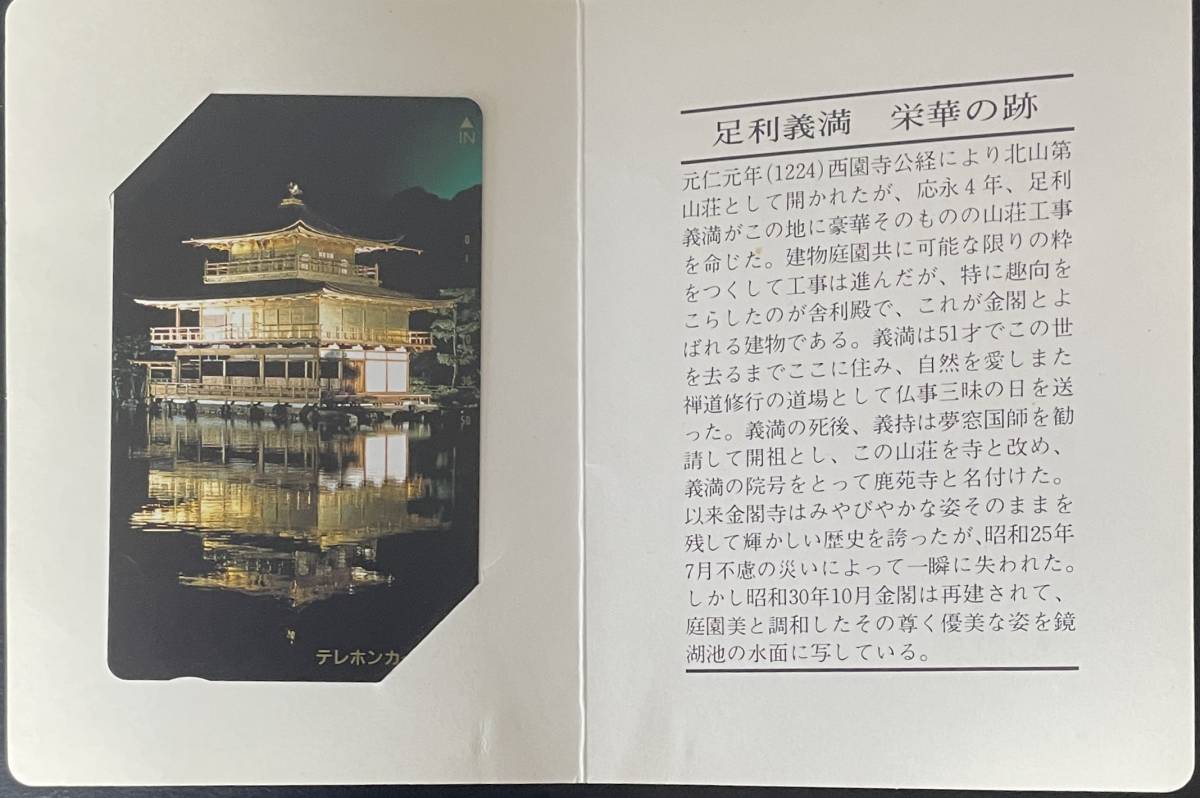 IN
0
50
テレホンカ
足利義満　栄華の跡
元仁元年(1224)西園寺公経により北山第
山荘として開かれたが、応永4年、足利
義満がこの地に豪華そのものの山荘工事
を命じた。建物庭園共に可能な限りの粋
をつくして工事は進んだが、特に趣向を
こらしたのが舎利殿で、これが金閣とよ
ばれる建物である。義満は51才でこの世
を去るまでここに住み、自然を愛しまた
禅道修行の道場として仏事三昧の日を送
った。義満の死後、義持は夢窓国師を勧
請して開祖とし、この山荘を寺と改め、
義満の院号をとって鹿苑寺と名付けた。
以来金閣寺はみやびやかな姿そのままを
残して輝かしい歴史を誇ったが、昭和25年
7月不慮の災いによって一瞬に失われた。
しかし昭和30年10月金閣は再建されて、
庭園美と調和したその尊く優美な姿を鏡
湖池の水面に写している。